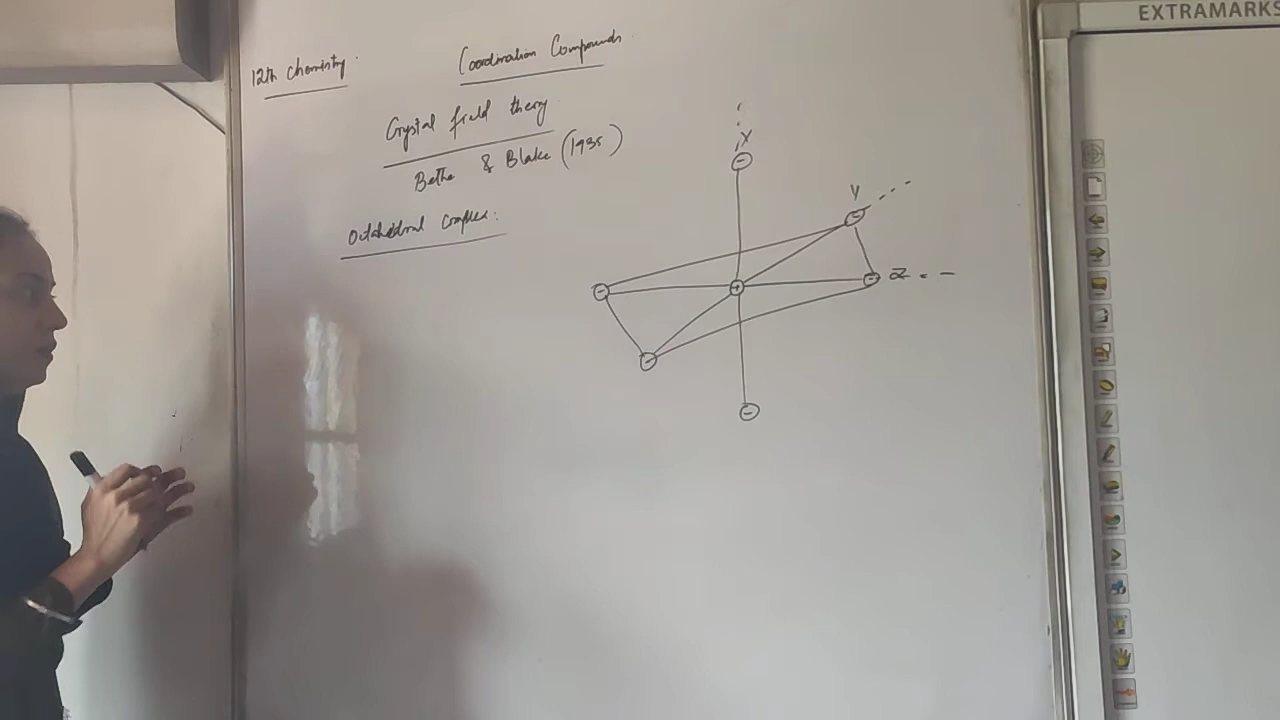 EXTRAMARKS
12th Chemistry
Coordination Compounds
Crystal field theory
Bethe & Blake (1935)
Octahedral complex:
X
Y
Z